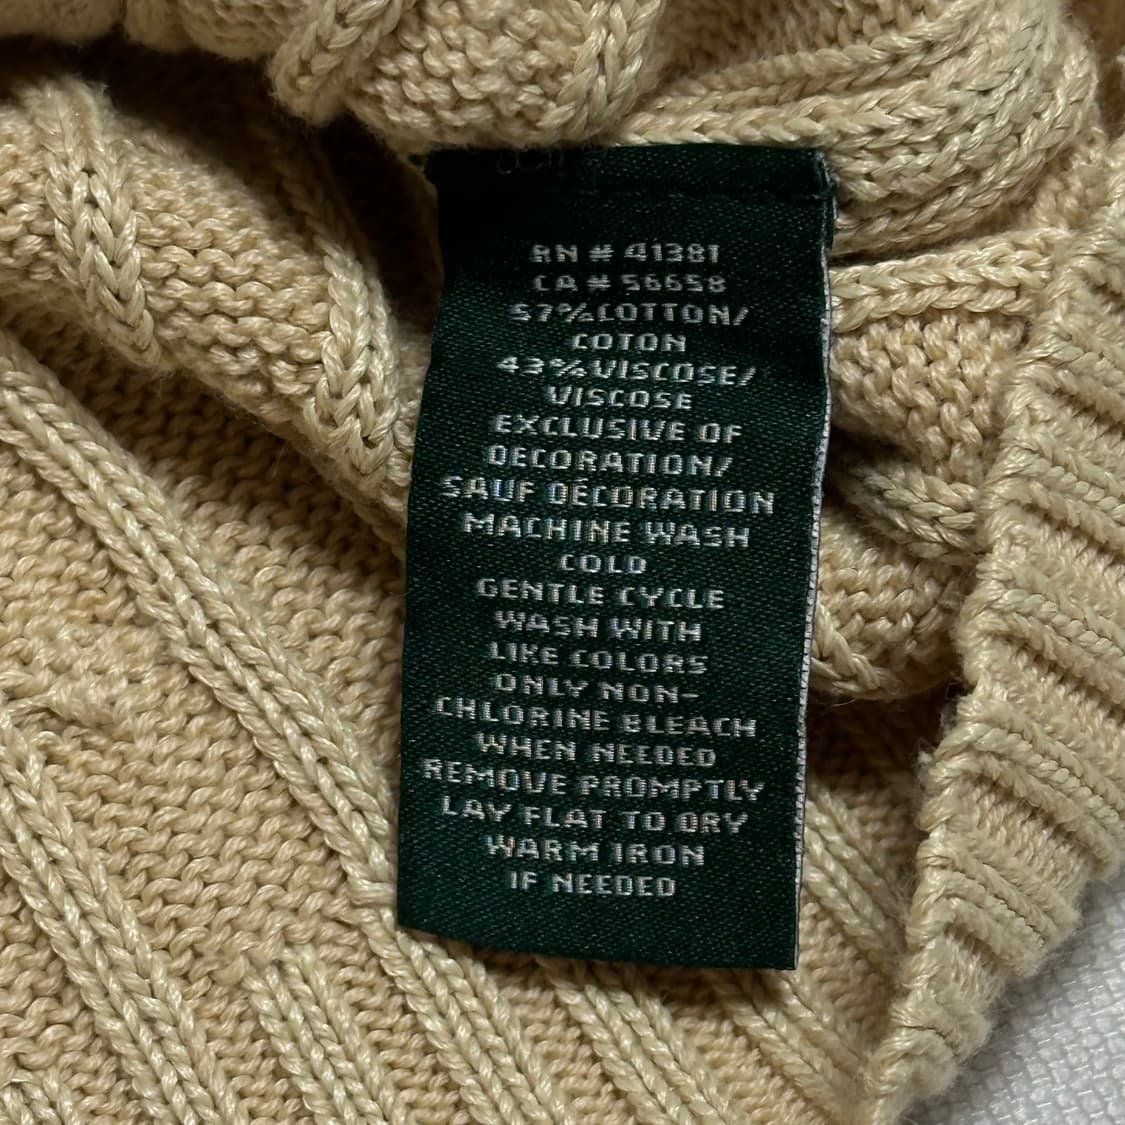 RN # 41381
CA # 56658
57% COTTON/
COTON
43% VISCOSE/
VISCOSE
EXCLUSIVE OF
DECORATION/
SAUF DÉCORATION
MACHINE WASH
COLD
GENTLE CYCLE
WASH WITH
LIKE COLORS
ONLY NON-
CHLORINE BLEACH
WHEN NEEDED
REMOVE PROMPTLY
LAY FLAT TO DRY
WARM IRON
IF NEEDED